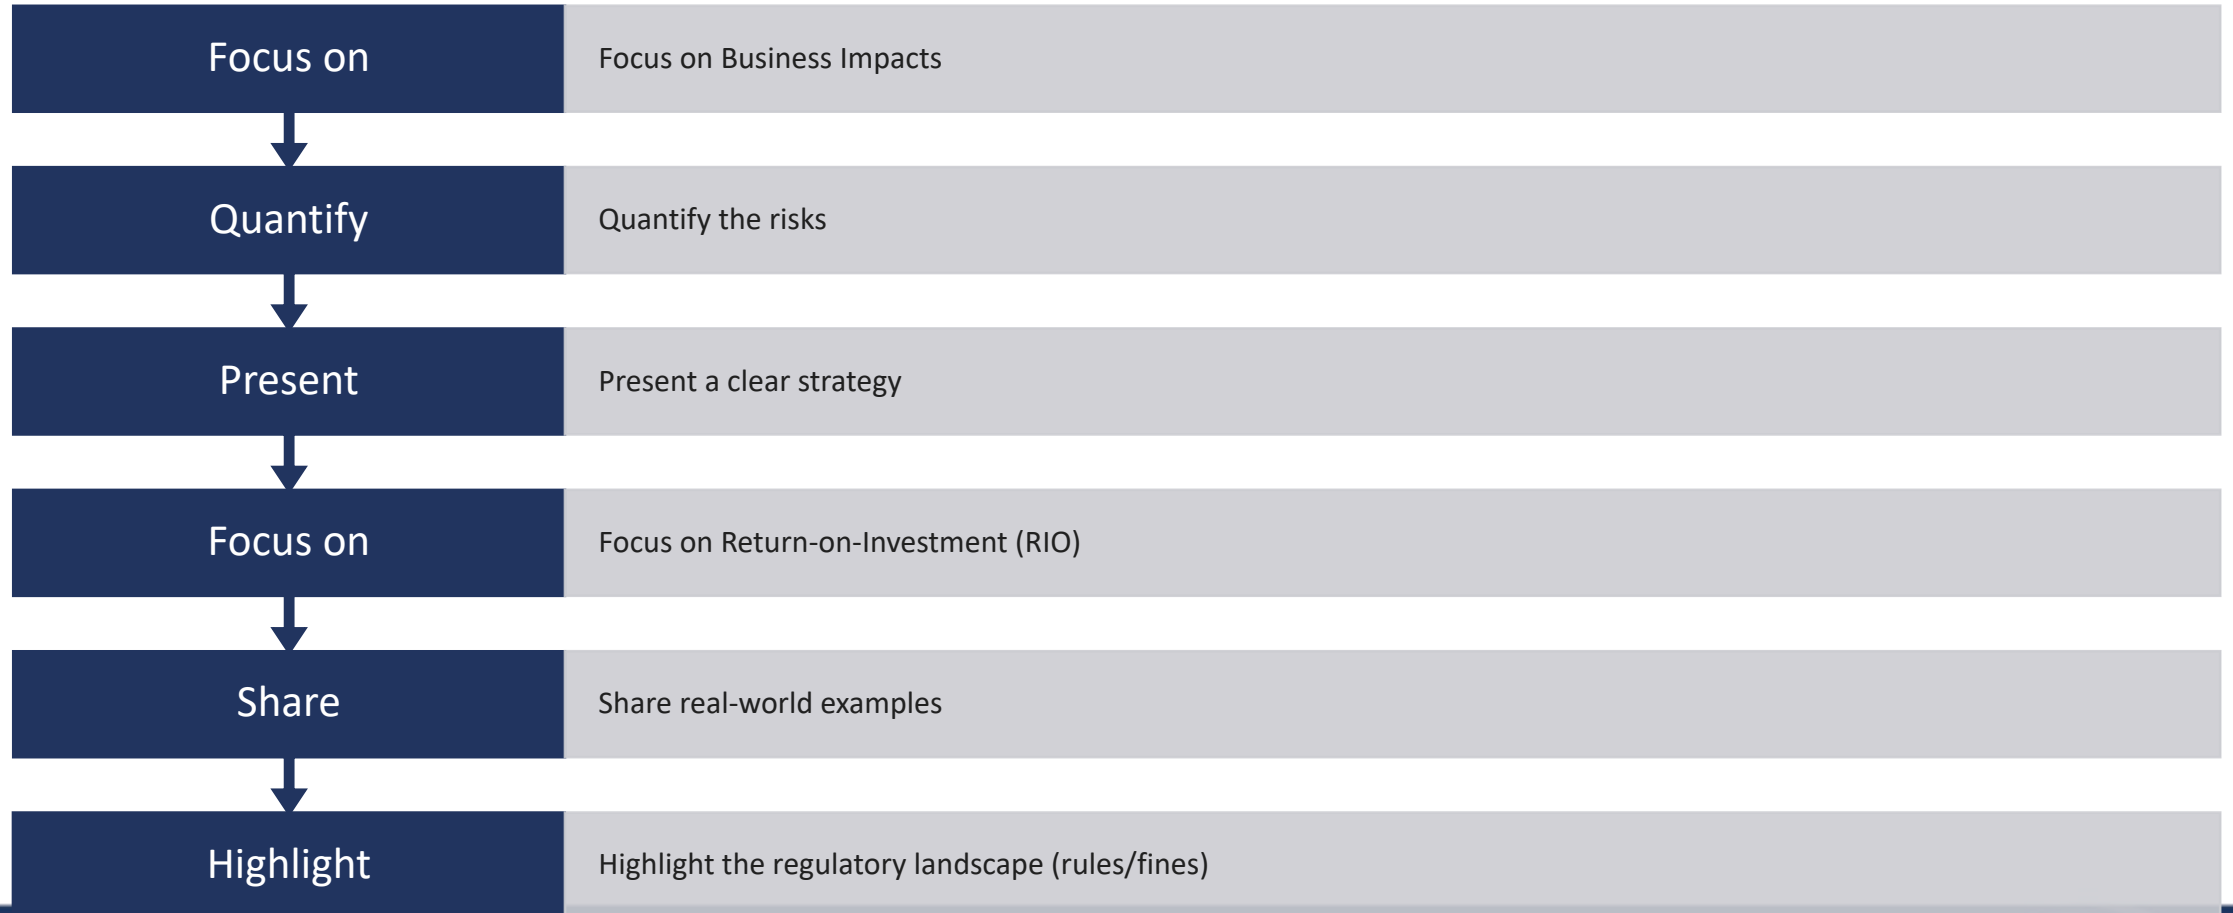 Focus on
Focus on Business Impacts
Quantify
Quantify the risks
Present
Present a clear strategy
Focus on
Focus on Return-on-Investment (RIO)
Share
Share real-world examples
Highlight
Highlight the regulatory landscape (rules/fines)